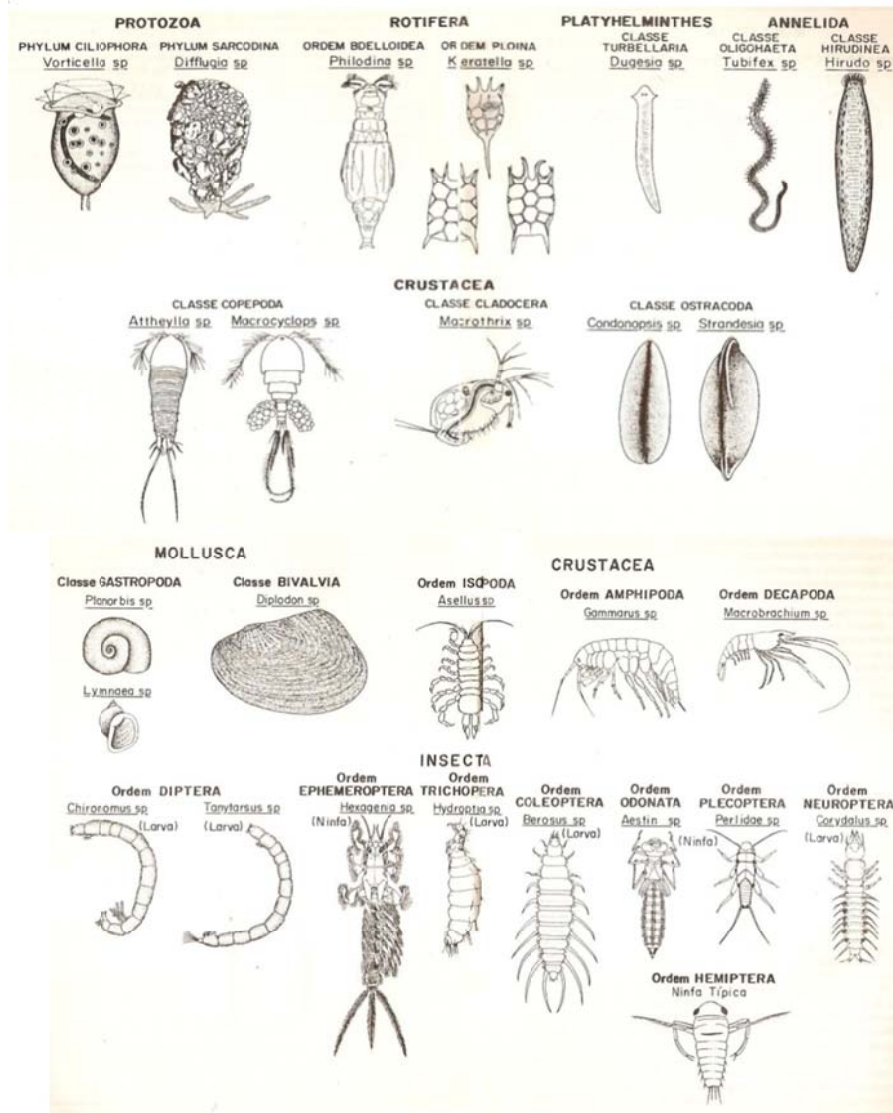 PROTOZOA
ROTIFERA
PLATYHELMINTHES
ANNELIDA
PHYLUM CILIOPHORA
Vorticella sp
PHYLUM SARCODINA
Difflugia sp
ORDEM BDELLOIDEA
Philodina sp
ORDEM PLOINA
Keratella sp
CLASSE
TURBELLARIA
Dugesia sp
CLASSE
OLIGOHAETA
Tubifex sp
CLASSE
HIRUDINEA
Hirudo sp
CRUSTACEA
CLASSE COPEPODA
Attheylla sp
Macrocyclops sp
CLASSE CLADOCERA
Macrothrix sp
CLASSE OSTRACODA
Condonopsis sp
Strandesia sp
MOLLUSCA
Classe GASTROPODA
Planorbis sp
Lymnaea sp
Classe BIVALVIA
Diplodon sp
CRUSTACEA
Ordem ISOPODA
Asellus sp
Ordem AMPHIPODA
Gammarus sp
Ordem DECAPODA
Macrobrachium sp
INSECTA
Ordem DIPTERA
Chiroromus sp
(Larva)
Tanytarsus sp
(Larva)
Ordem
EPHEMEROPTERA
Hexagenia sp
(Ninfa)
Ordem
TRICHOPERA
Hydroptia sp
(Larva)
Ordem
COLEOPTERA
Berosus sp
(Larva)
Ordem
ODONATA
Aestin sp
(Ninfa)
Ordem
PLECOPTERA
Perlidae sp
Ordem
NEUROPTERA
Corydalus sp
(Larva)
Ordem HEMIPTERA
Ninfa Típica